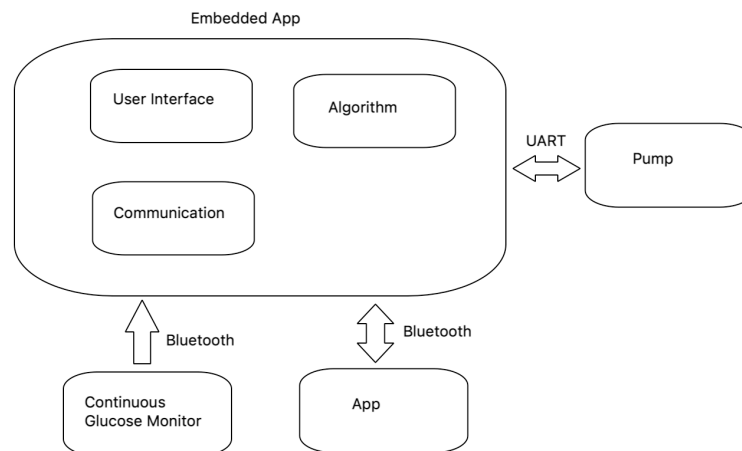 Embedded App
User Interface
Algorithm
UART
Pump
Communication
Bluetooth
Bluetooth
Continuous
Glucose Monitor
App